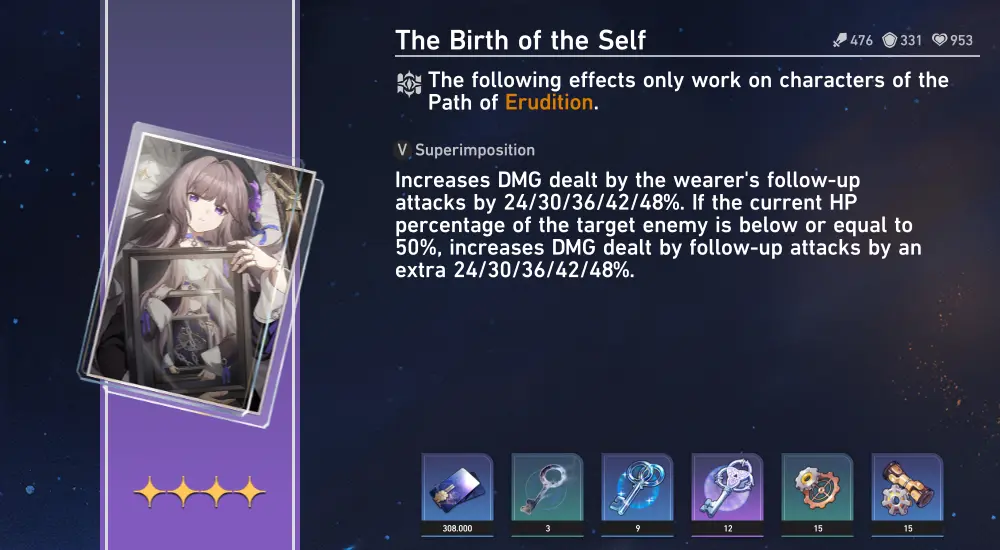 The Birth of the Self
476 331 953
The following effects only work on characters of the
Path of Erudition.
V Superimposition
Increases DMG dealt by the wearer's follow-up
attacks by 24/30/36/42/48%. If the current HP
percentage of the target enemy is below or equal to
50%, increases DMG dealt by follow-up attacks by an
extra 24/30/36/42/48%.
308.000 3 9 12 15 15